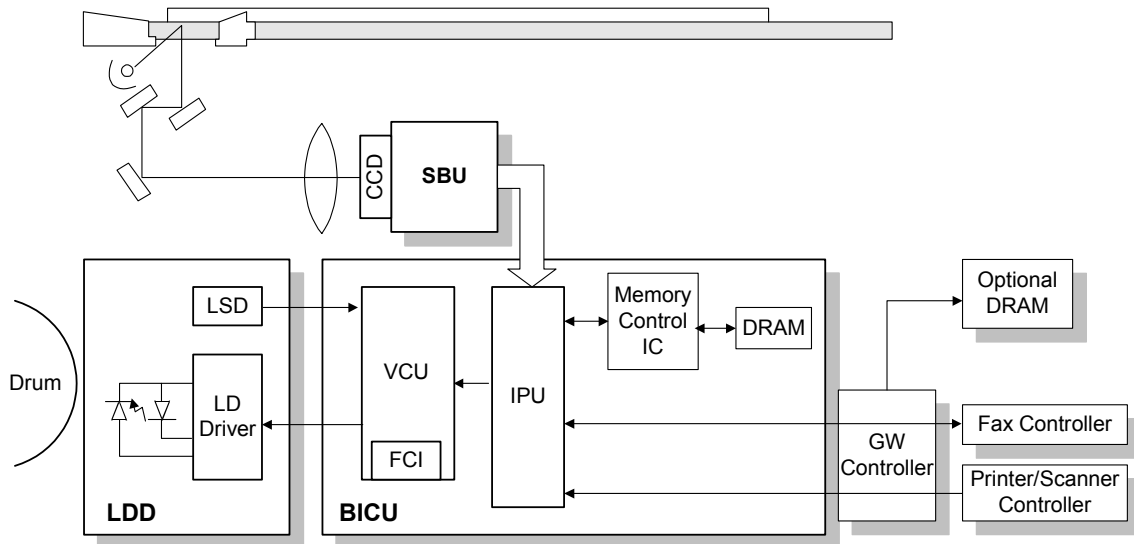 CCD
SBU
LSD
LD
Driver
Drum
LDD
VCU
FCI
IPU
Memory
Control
IC
DRAM
BICU
GW
Controller
Optional
DRAM
Fax Controller
Printer/Scanner
Controller